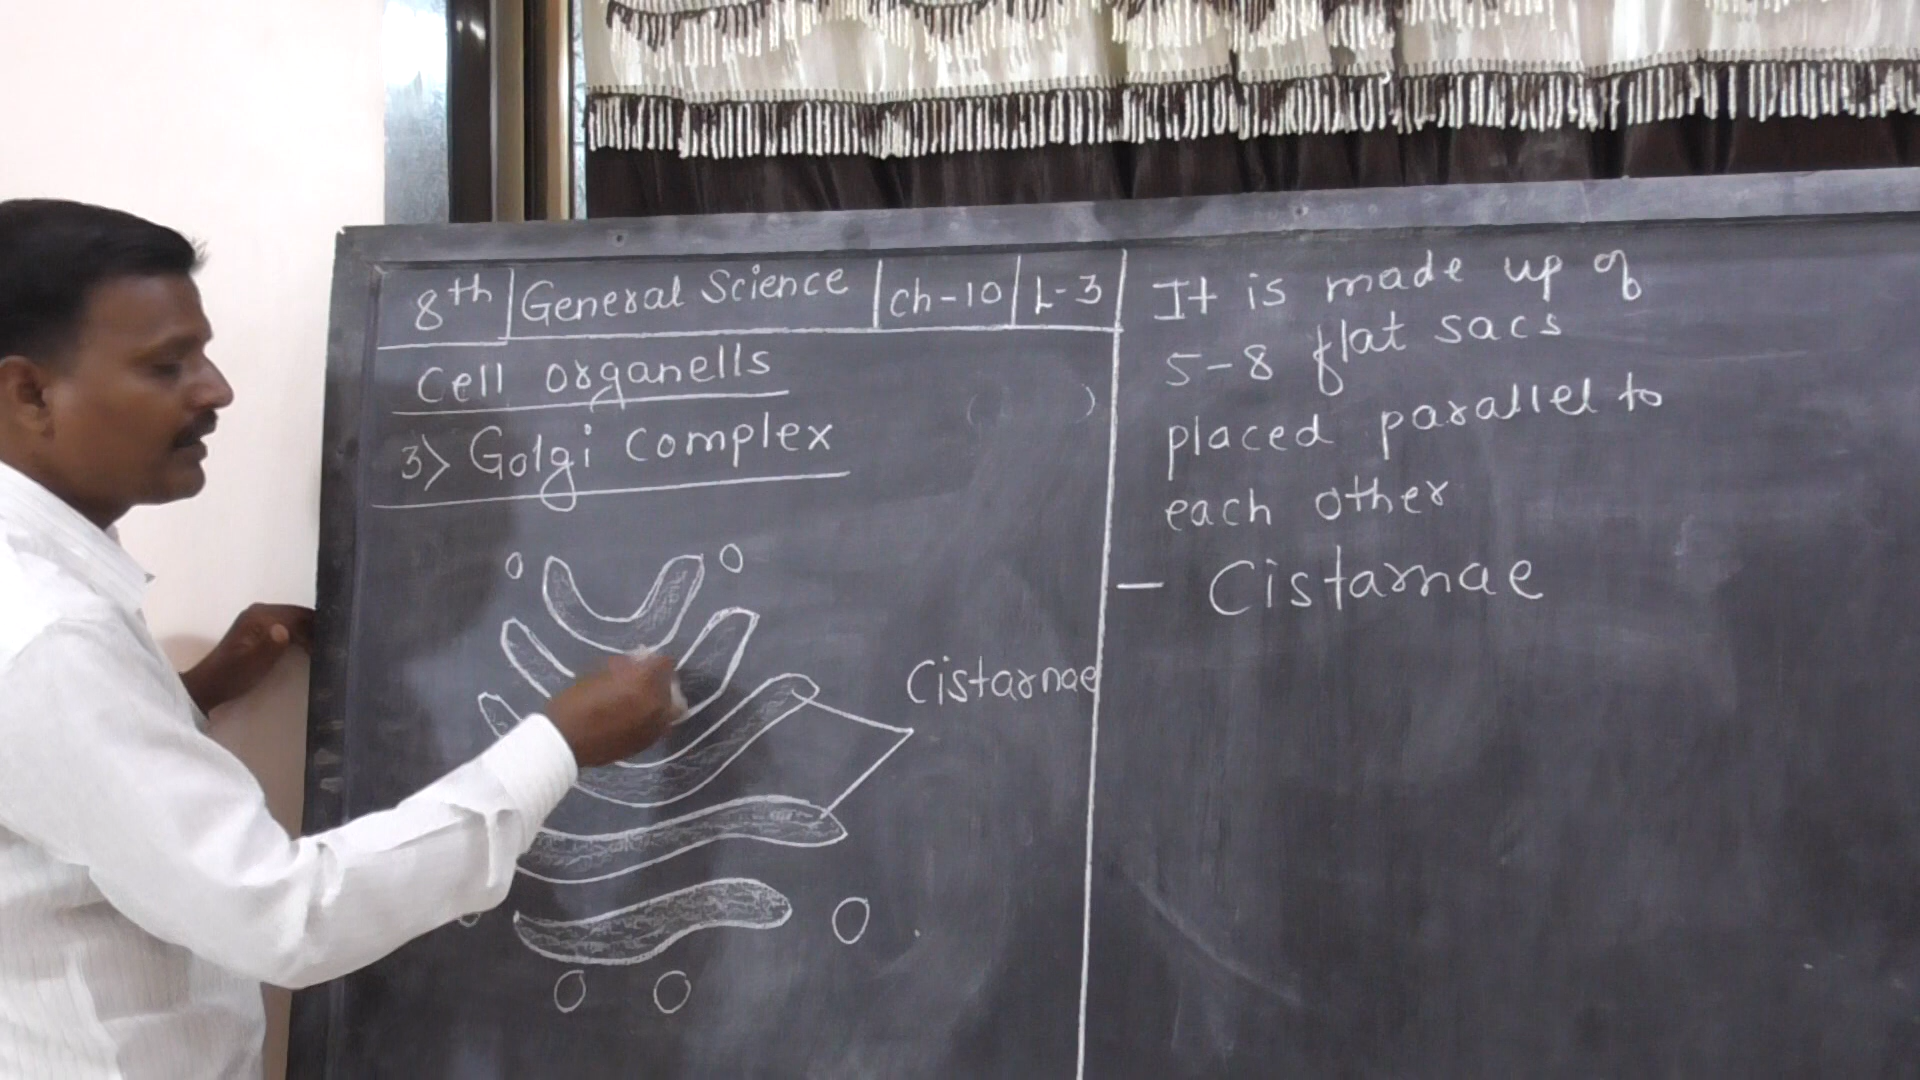 8th | General Science | Ch-10 | L-3
Cell organells
3) Golgi Complex
Cistarnae
It is made up of
5-8 flat sacs
placed parallel to
each other
- Cistarnae